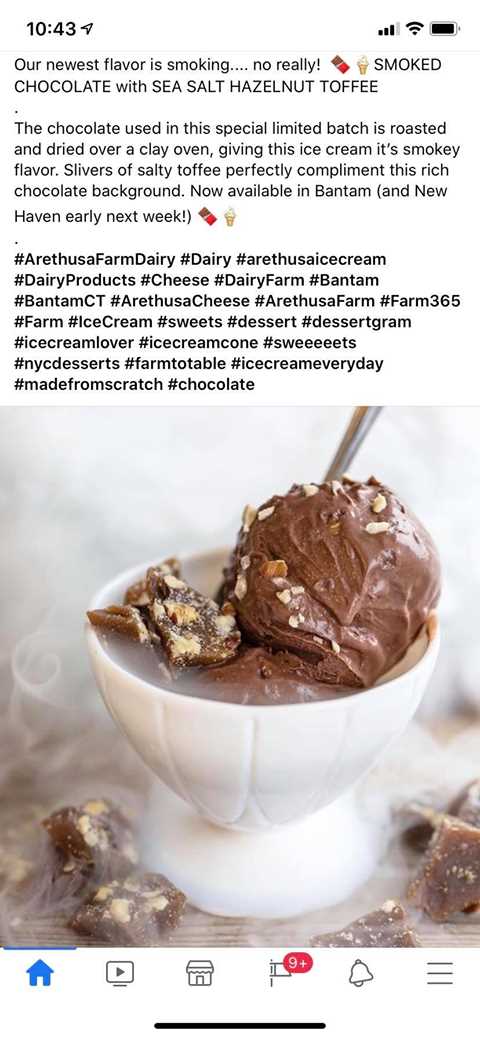 10:43
Our newest flavor is smoking.... no really! 🍫🍦SMOKED
CHOCOLATE with SEA SALT HAZELNUT TOFFEE
.
The chocolate used in this special limited batch is roasted
and dried over a clay oven, giving this ice cream it’s smokey
flavor. Slivers of salty toffee perfectly compliment this rich
chocolate background. Now available in Bantam (and New
Haven early next week!) 🍫🍦
.
#ArethusaFarmDairy #Dairy #arethusaicecream
#DairyProducts #Cheese #DairyFarm #Bantam
#BantamCT #ArethusaCheese #ArethusaFarm #Farm365
#Farm #IceCream #sweets #dessert #dessertgram
#icecreamlover #icecreamcone #sweeeeets
#nycdesserts #farmtotable #icecreameveryday
#madefromscratch #chocolate
9+